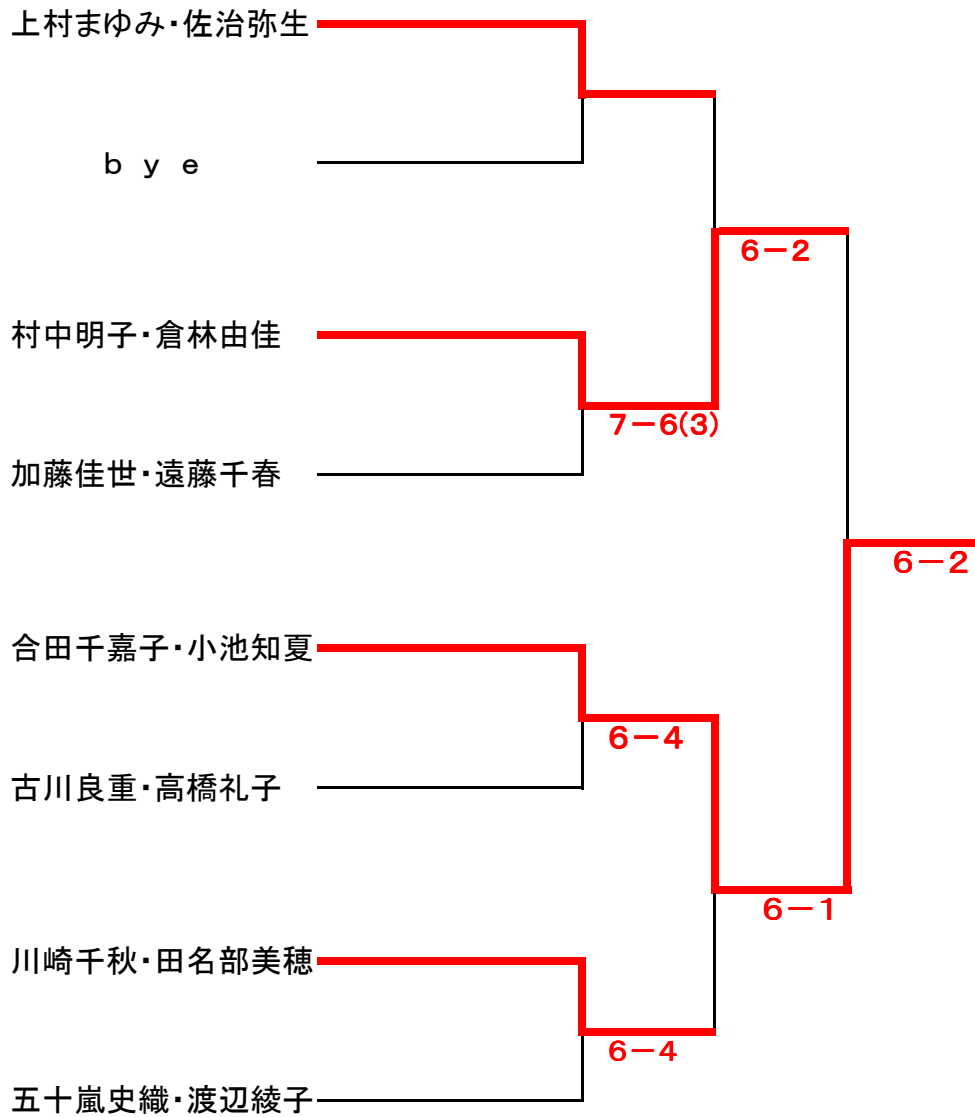 上村まゆみ・佐治弥生
ｂｙｅ
6－2
村中明子・倉林由佳
7－6(3)
加藤佳世・遠藤千春
6－2
合田千嘉子・小池知夏
6－4
古川良重・高橋礼子
6－1
川崎千秋・田名部美穂
6－4
五十嵐史織・渡辺綾子